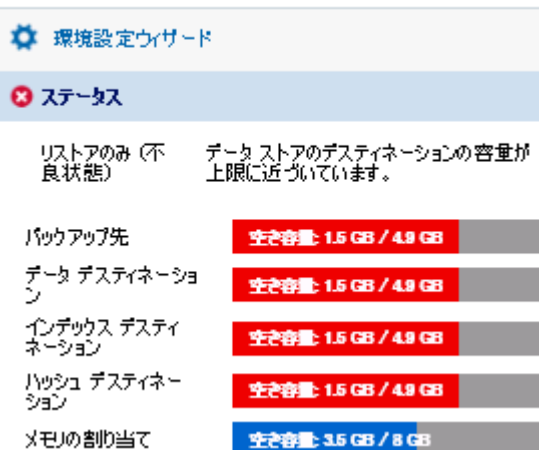 環境設定ウィザード
ステータス
リストアのみ (不
良状態)
データ ストアのデスティネーションの容量が
上限に近づいています。
バックアップ先
空き容量: 1.5 GB / 4.9 GB
データ デスティネーショ
ン
空き容量: 1.5 GB / 4.9 GB
インデックス デスティ
ネーション
空き容量: 1.5 GB / 4.9 GB
ハッシュ デスティネー
ション
空き容量: 1.5 GB / 4.9 GB
メモリの割り当て
空き容量: 3.5 GB / 8 GB